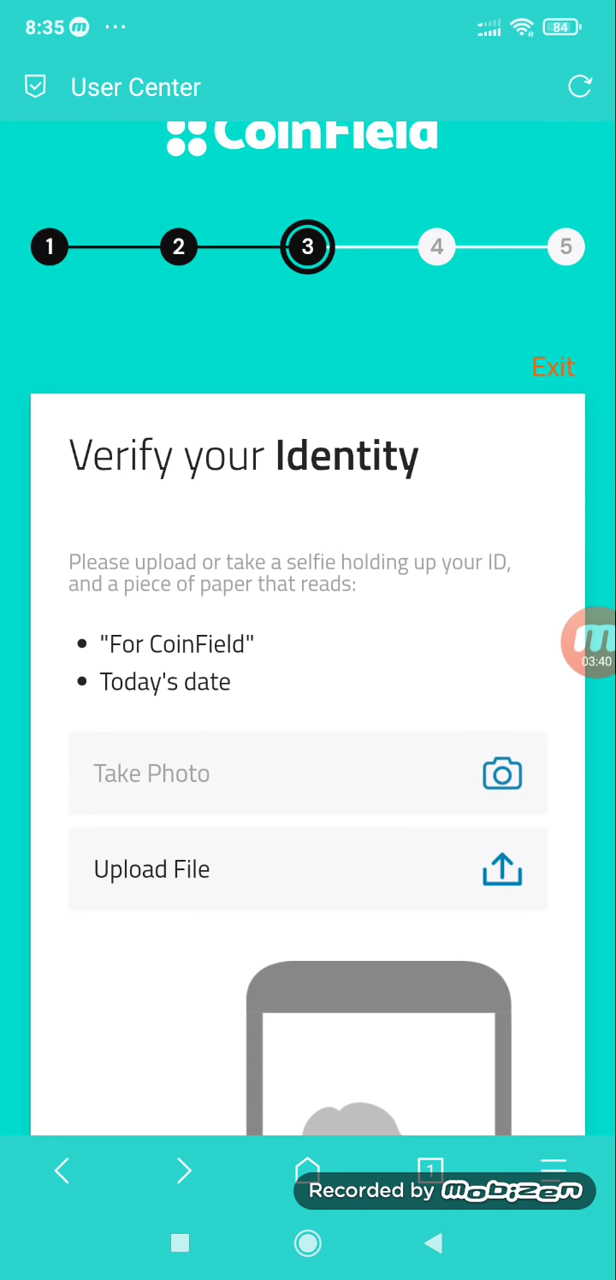 8:35
84
User Center
CoinField
1 2 3 4 5
Exit
Verify your Identity
Please upload or take a selfie holding up your ID,
and a piece of paper that reads:
• "For CoinField"
• Today's date
03:40
Take Photo
Upload File
1
Recorded by mobizen